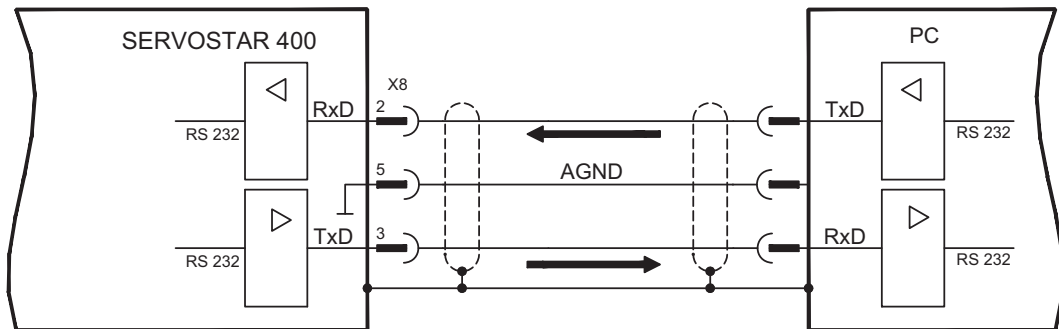 SERVOSTAR 400
PC
X8
RxD
2
TxD
RS 232
RS 232
5
AGND
TxD
3
RxD
RS 232
RS 232